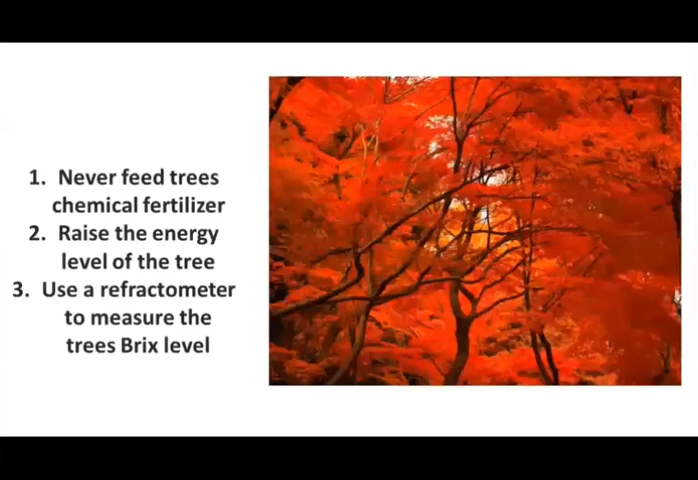 1. Never feed trees
chemical fertilizer
2. Raise the energy
level of the tree
3. Use a refractometer
to measure the
trees Brix level